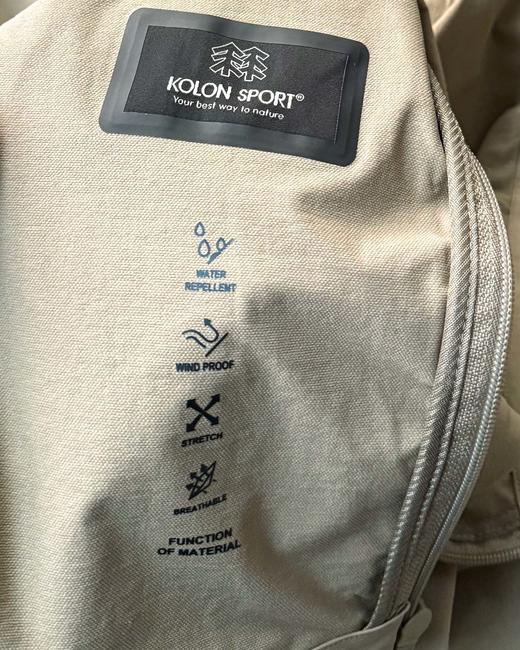 KOLON SPORT®
Your best way to nature
WATER
REPELLENT
WIND PROOF
STRETCH
BREATHABLE
FUNCTION
OF MATERIAL